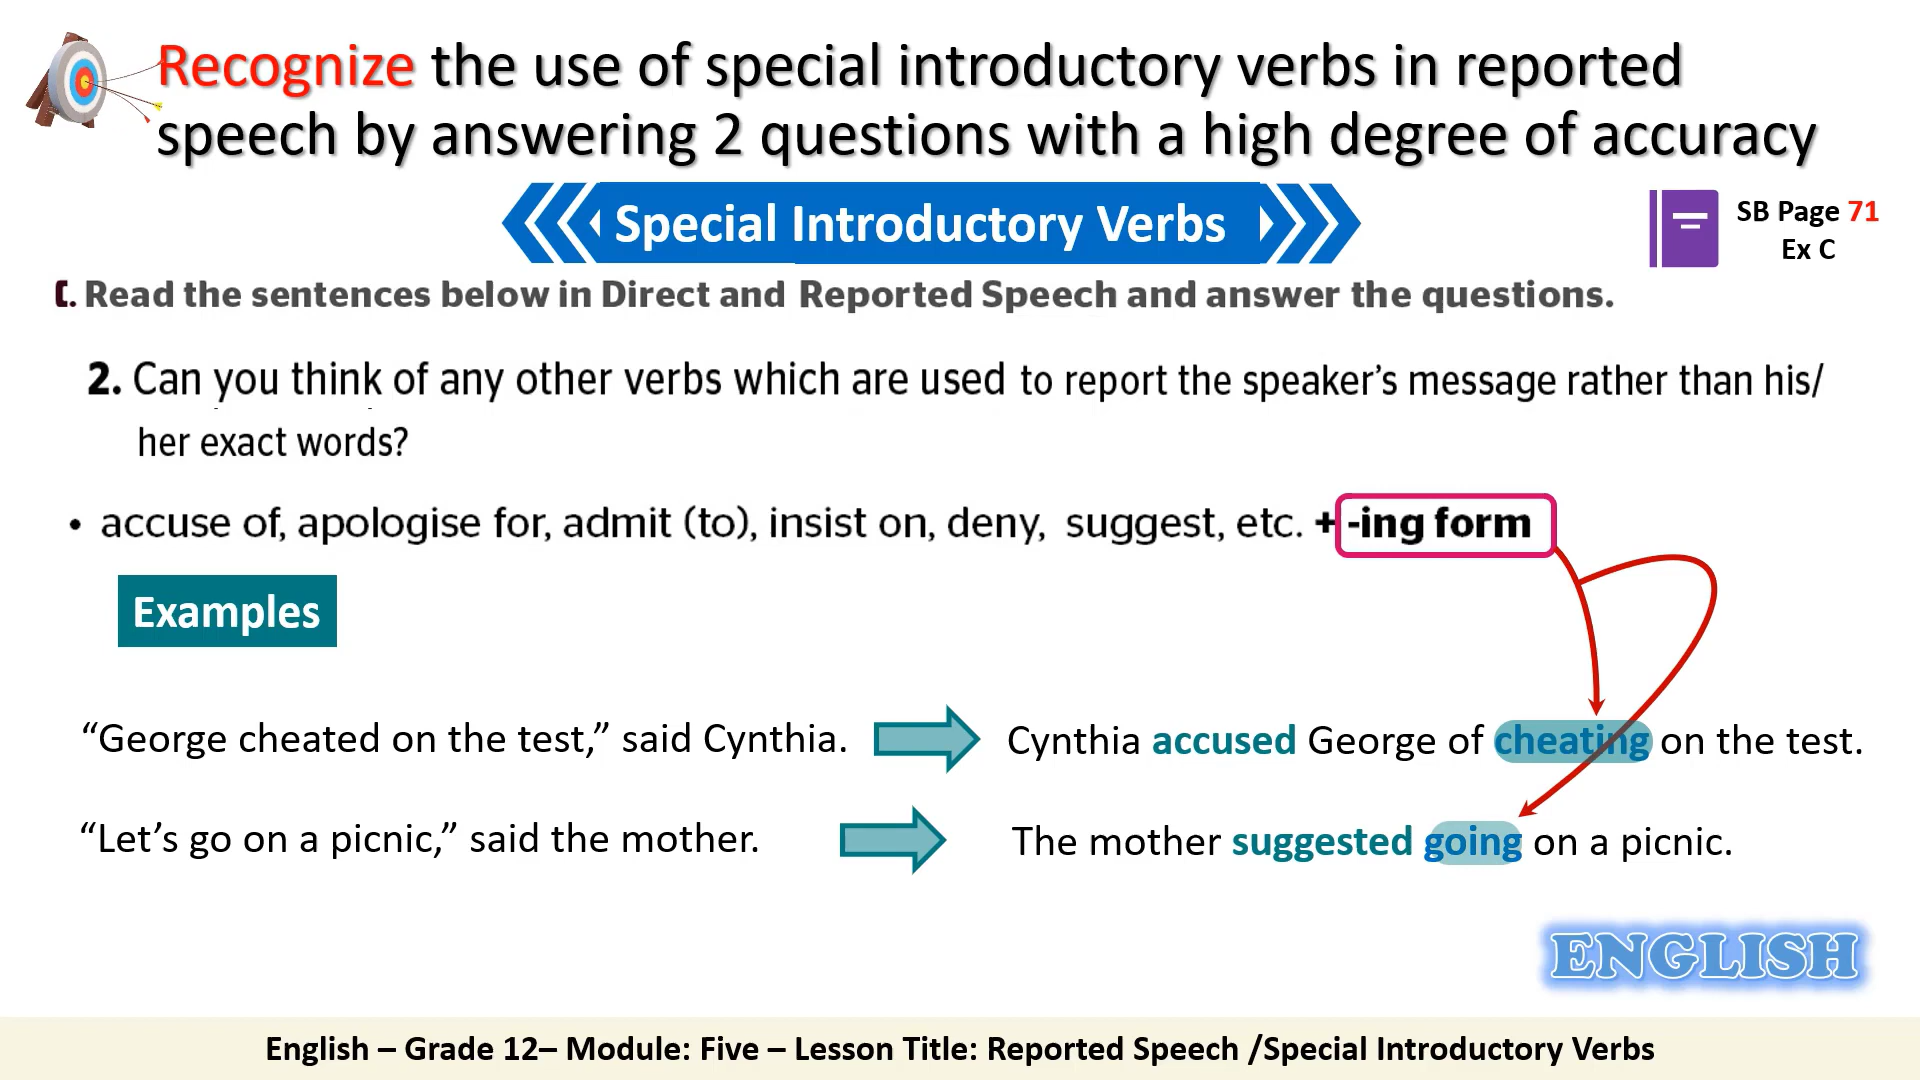 Recognize the use of special introductory verbs in reported
speech by answering 2 questions with a high degree of accuracy
Special Introductory Verbs
SB Page 71
Ex C
C. Read the sentences below in Direct and Reported Speech and answer the questions.
2. Can you think of any other verbs which are used to report the speaker's message rather than his/
her exact words?
• accuse of, apologise for, admit (to), insist on, deny, suggest, etc. + -ing form
Examples
“George cheated on the test,” said Cynthia. Cynthia accused George of cheating on the test.
“Let’s go on a picnic,” said the mother. The mother suggested going on a picnic.
ENGLISH
English – Grade 12– Module: Five – Lesson Title: Reported Speech /Special Introductory Verbs